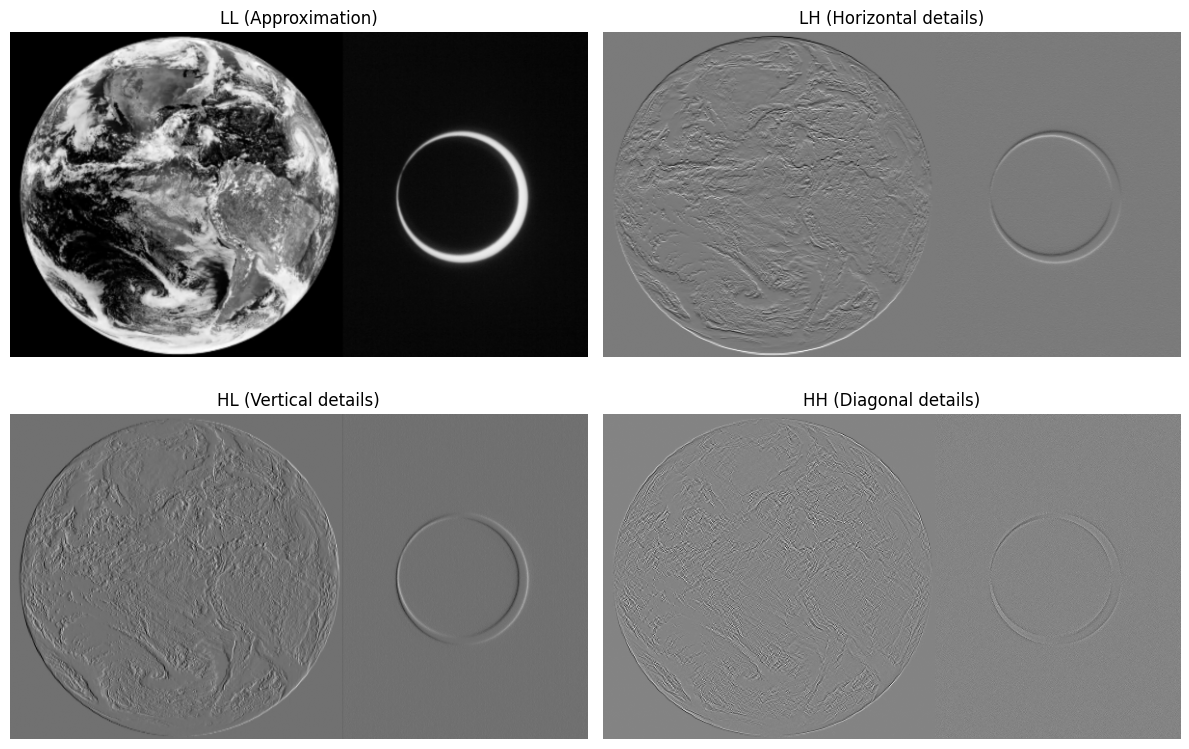 LL (Approximation)
LH (Horizontal details)
HL (Vertical details)
HH (Diagonal details)